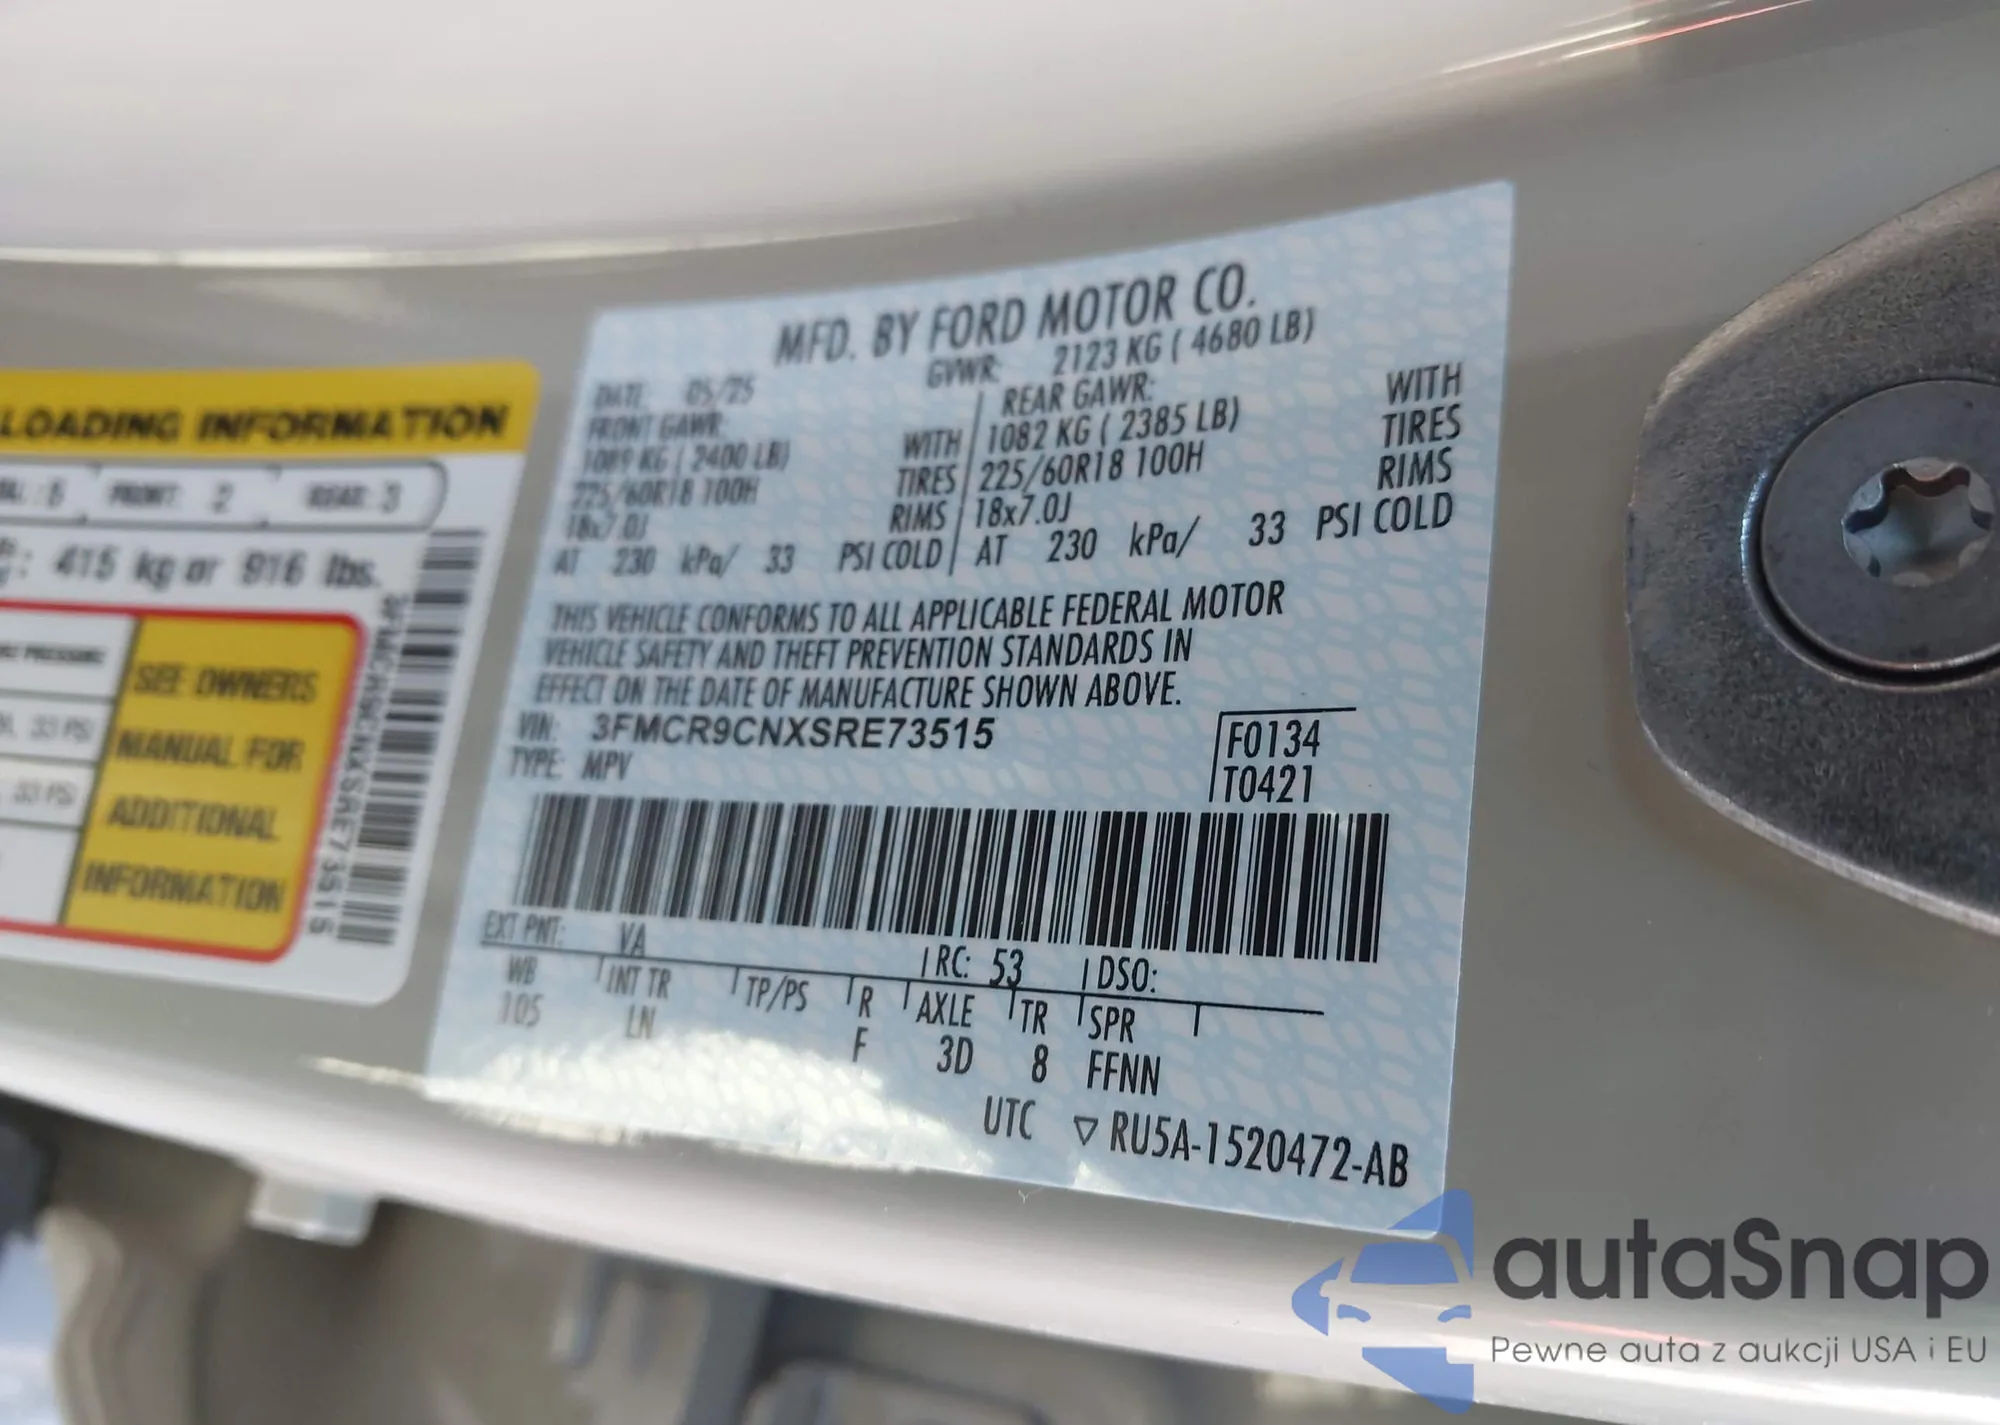 LOADING INFORMATION
FRONT: 2 REAR: 3
415 kg or 916 lbs.
33 PSI
33 PSI
SEE OWNERS
MANUAL FOR
ADDITIONAL
INFORMATION
3FMCR9CNXSRE73515
MFD. BY FORD MOTOR CO.
DATE: 05/25 GVWR: 2123 KG ( 4680 LB)
FRONT GAWR: REAR GAWR:
1089 KG ( 2400 LB) WITH 1082 KG ( 2385 LB) WITH
225/60R18 100H TIRES 225/60R18 100H TIRES
18x7.0J RIMS 18x7.0J RIMS
AT 230 kPa/ 33 PSI COLD AT 230 kPa/ 33 PSI COLD
THIS VEHICLE CONFORMS TO ALL APPLICABLE FEDERAL MOTOR
VEHICLE SAFETY AND THEFT PREVENTION STANDARDS IN
EFFECT ON THE DATE OF MANUFACTURE SHOWN ABOVE.
VIN: 3FMCR9CNXSRE73515 F0134
TYPE: MPV T0421
EXT PNT: VA RC: 53 DSO:
WB INT TR TP/PS R AXLE TR SPR
105 LN F 3D 8 FFNN
UTC ▽ RU5A-1520472-AB
autaSnap
Pewne auta z aukcji USA i EU